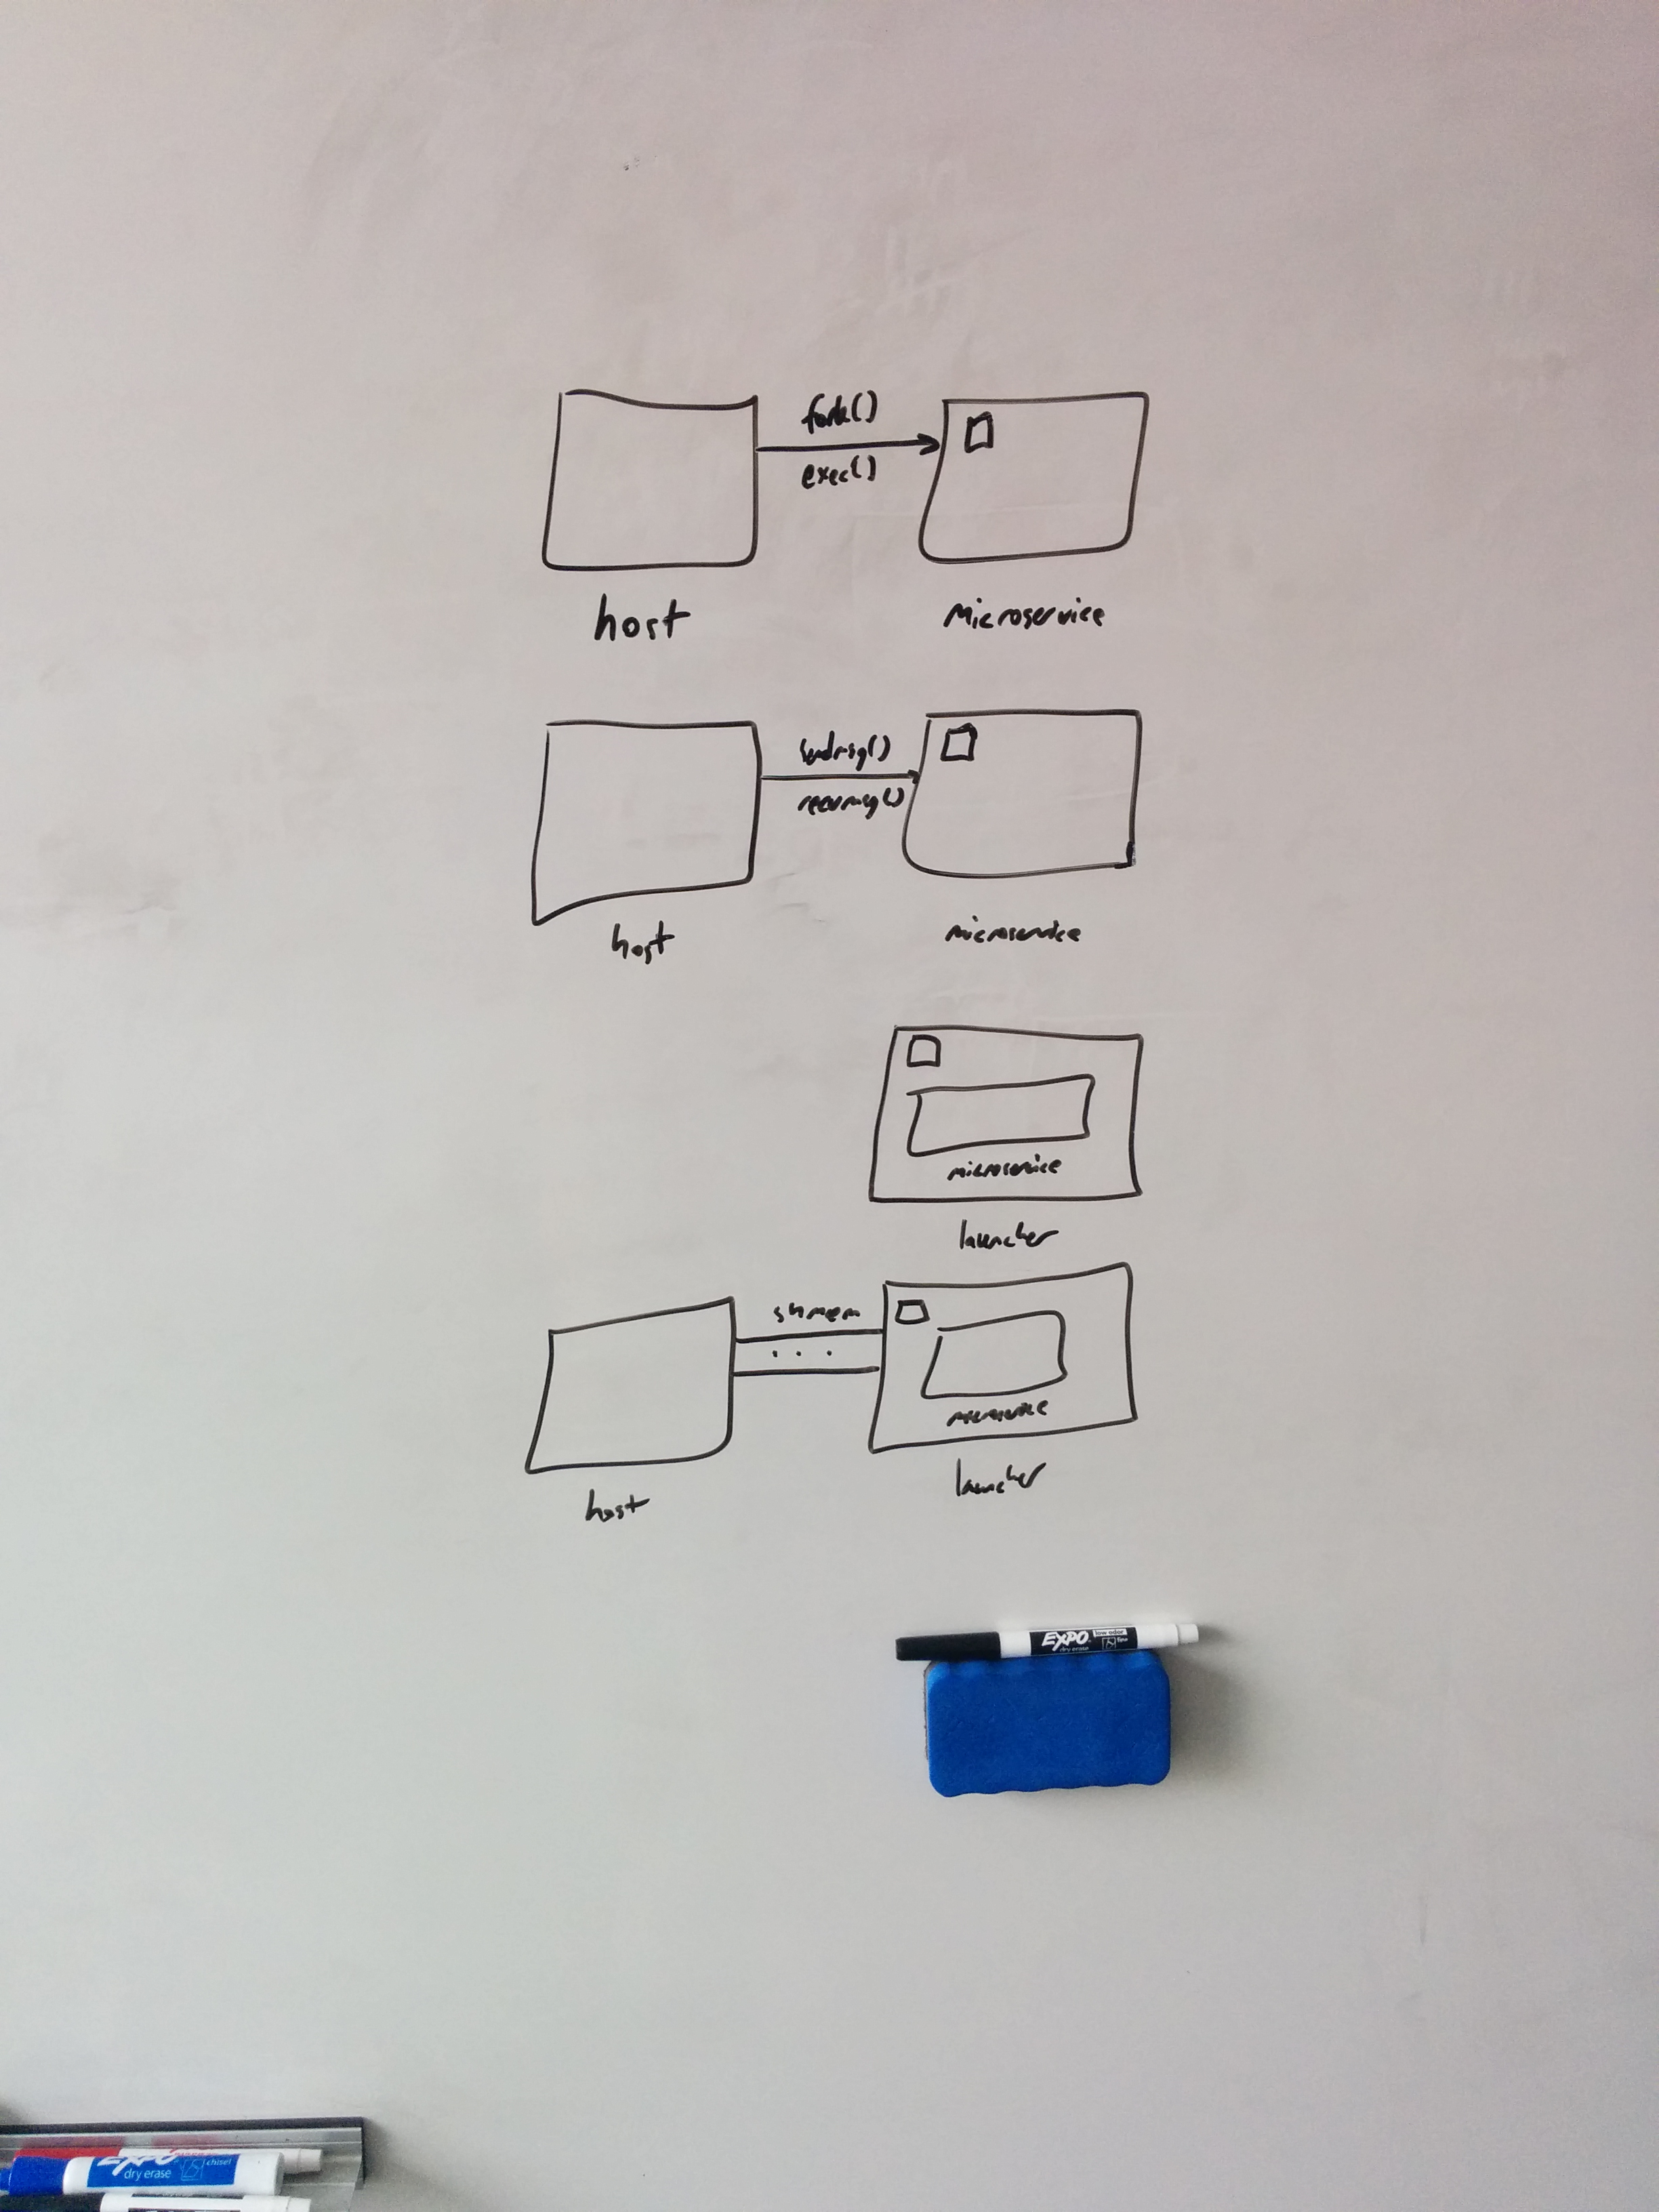 fork()
exec()
host
microservice
sendmsg()
recvmsg()
host
microservice
microservice
launcher
shmem
...
microservice
launcher
host
EXPO
low odor
dry erase
fine
EXPO
dry erase
chisel